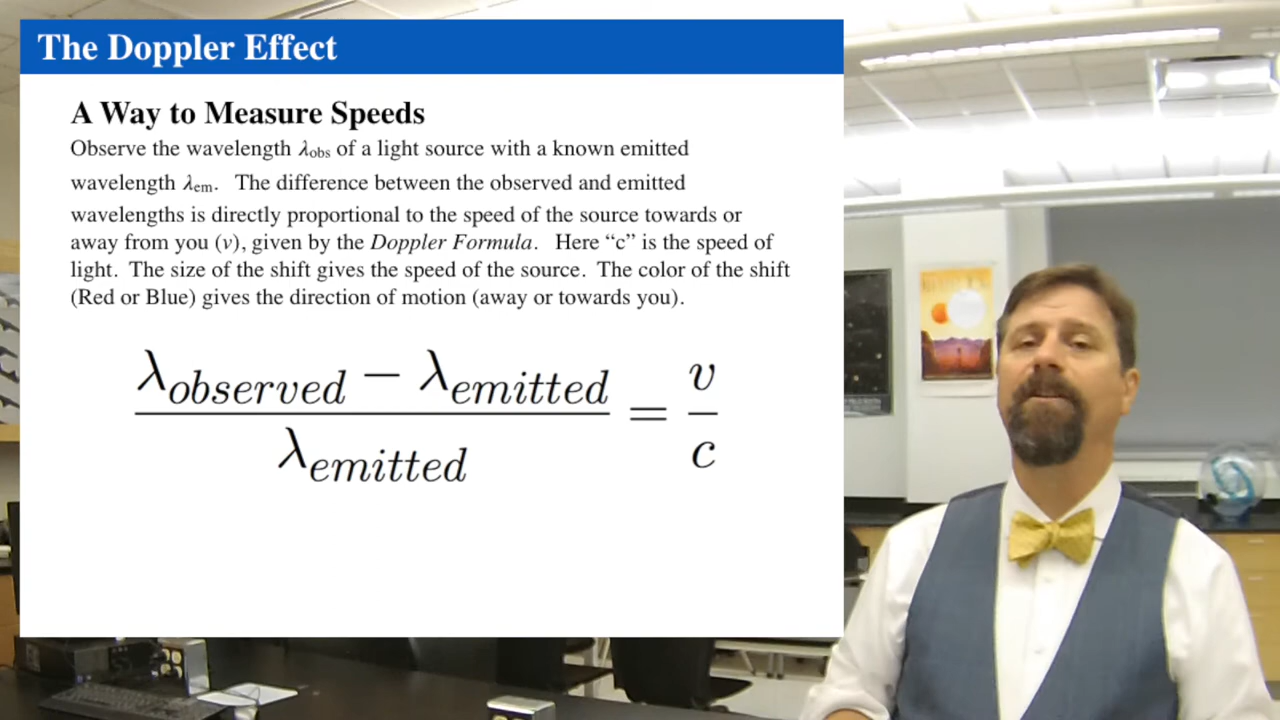 The Doppler Effect
A Way to Measure Speeds
Observe the wavelength λobs of a light source with a known emitted
wavelength λem. The difference between the observed and emitted
wavelengths is directly proportional to the speed of the source towards or
away from you (v), given by the Doppler Formula. Here “c” is the speed of
light. The size of the shift gives the speed of the source. The color of the shift
(Red or Blue) gives the direction of motion (away or towards you).
λobserved − λemitted
λemitted
=
v
c